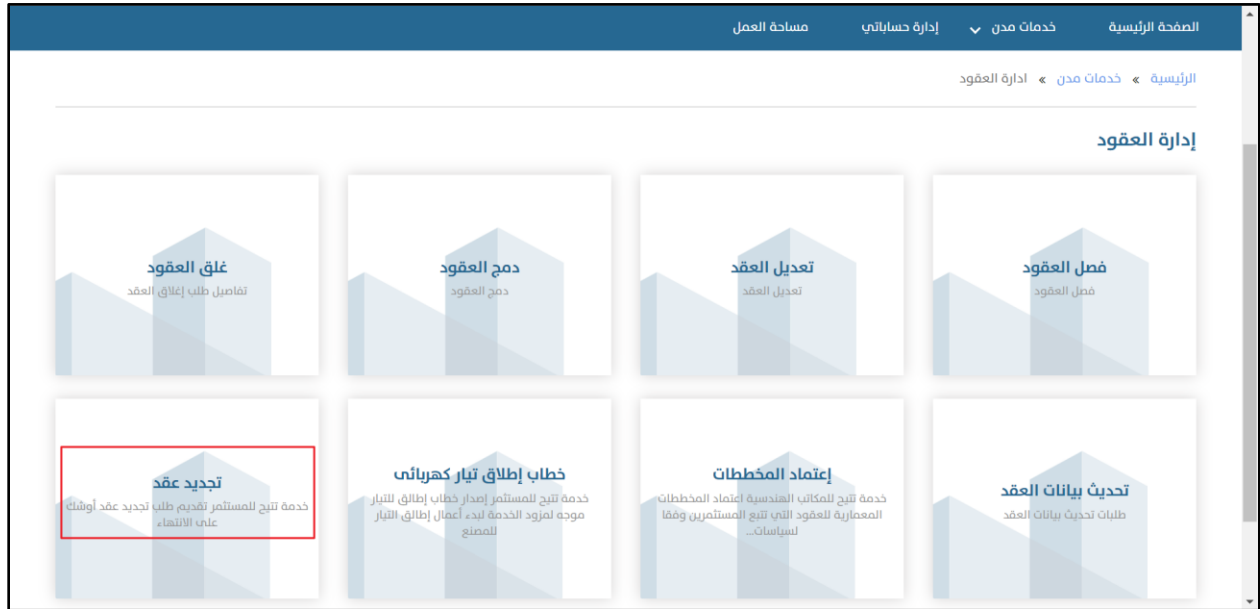 الصفحة الرئيسية خدمات مدن إدارة حساباتي مساحة العمل
الرئيسية » خدمات مدن » ادارة العقود
إدارة العقود
فصل العقود
فصل العقود
تعديل العقد
تعديل العقد
دمج العقود
دمج العقود
غلق العقود
تفاصيل طلب إغلاق العقد
تحديث بيانات العقد
طلبات تحديث بيانات العقد
إعتماد المخططات
خدمة تتيح للمكاتب الهندسية اعتماد المخططات
المعمارية للعقود التي تتبع المستثمرين وفقا
لسياسات...
خطاب إطلاق تيار كهربائى
خدمة تتيح للمستثمر إصدار خطاب إطالق للتيار
موجه لمزود الخدمة لبدء أعمال إطالق التيار
للمصنع
تجديد عقد
خدمة تتيح للمستثمر تقديم طلب تجديد عقد أوشك
على الانتهاء